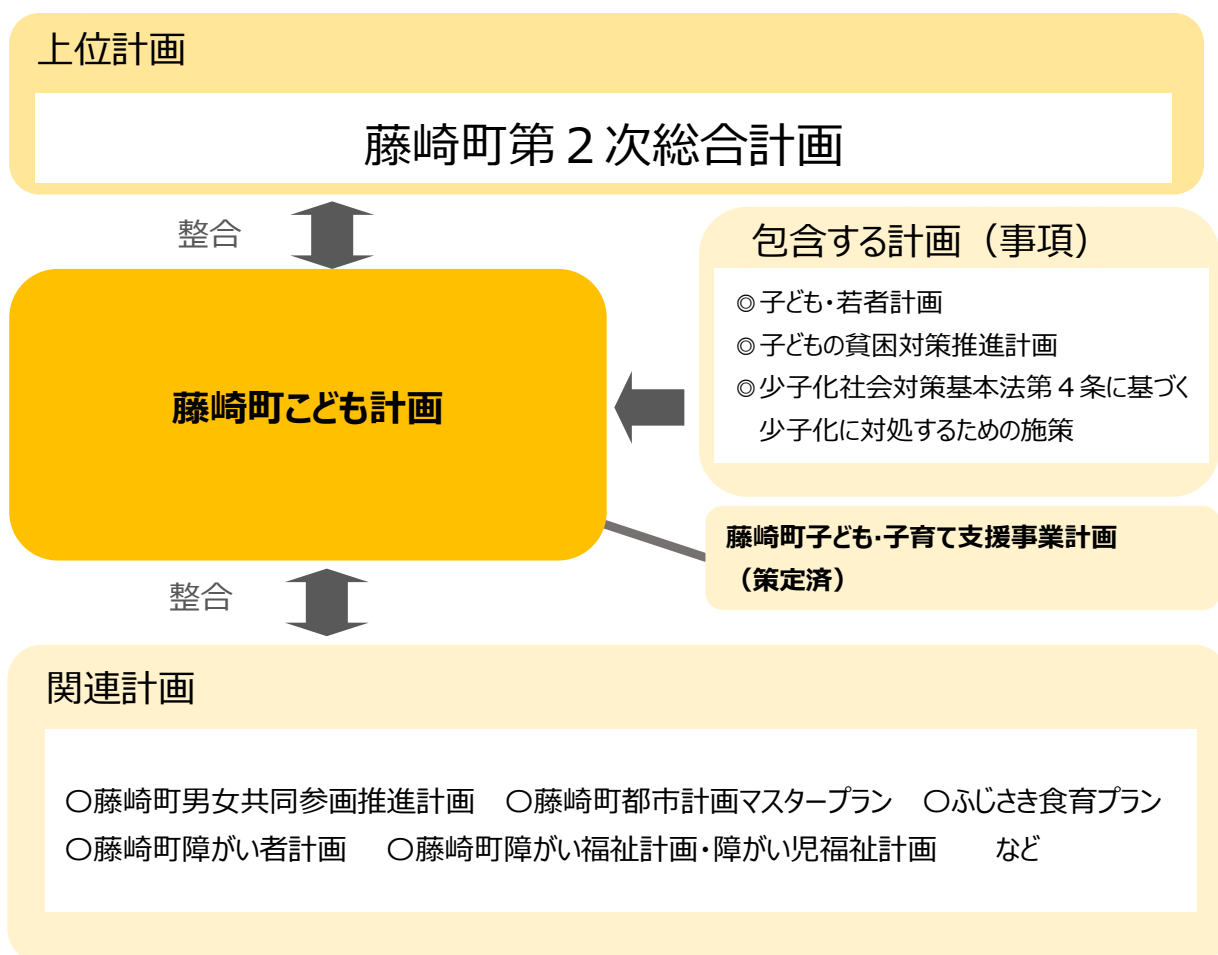 上位計画
藤崎町第２次総合計画
整合
包含する計画（事項）
◎子ども・若者計画
◎子どもの貧困対策推進計画
◎少子化社会対策基本法第４条に基づく
少子化に対処するための施策
藤崎町こども計画
藤崎町子ども・子育て支援事業計画
（策定済）
整合
関連計画
〇藤崎町男女共同参画推進計画　〇藤崎町都市計画マスタープラン　〇ふじさき食育プラン
〇藤崎町障がい者計画　〇藤崎町障がい福祉計画・障がい児福祉計画　など